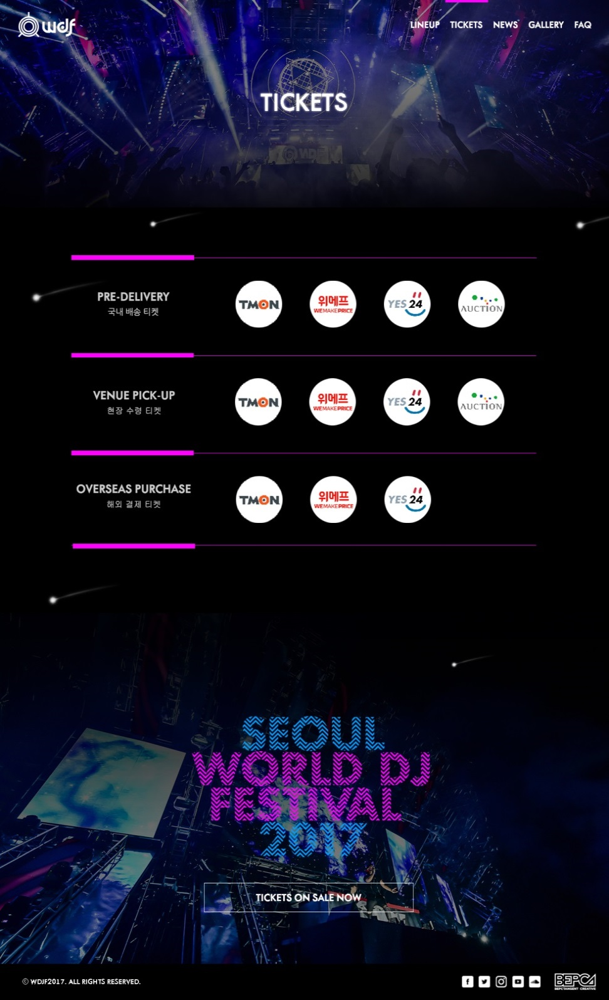 wdf
LINEUP TICKETS NEWS GALLERY FAQ
TICKETS
WDF
PRE-DELIVERY
국내 배송 티켓
TMON
위메프
WEMAKEPRICE
YES24
AUCTION
VENUE PICK-UP
현장 수령 티켓
TMON
위메프
WEMAKEPRICE
YES24
AUCTION
OVERSEAS PURCHASE
해외 결제 티켓
TMON
위메프
WEMAKEPRICE
YES24
SEOUL
WORLD DJ
FESTIVAL
2017
TICKETS ON SALE NOW
© WDJF2017. ALL RIGHTS RESERVED.
BEPCA
BEPCTANGENT CREATIVE